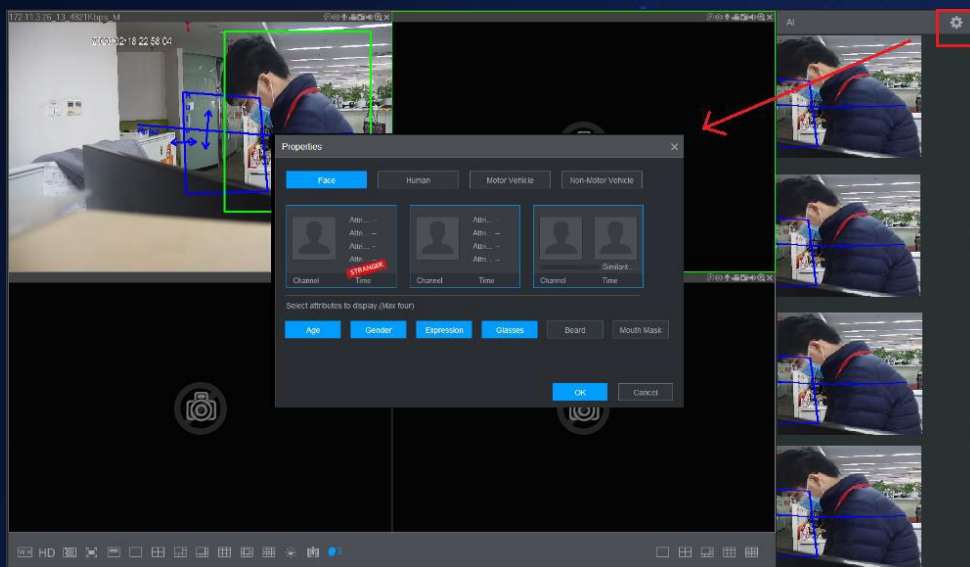 172.11.3.26_13_4821Kbps_M
AI
Properties
Face
Human
Motor Vehicle
Non-Motor Vehicle
Attri... --
Attri... --
Attri... --
Attri... --
STRANGER
Channel
Time
Attri... --
Attri... --
Attri... --
Attri... --
Channel
Time
Similarit...
Channel
Time
Select attributes to display (Max four)
Age
Gender
Expression
Glasses
Beard
Mouth Mask
OK
Cancel
HD